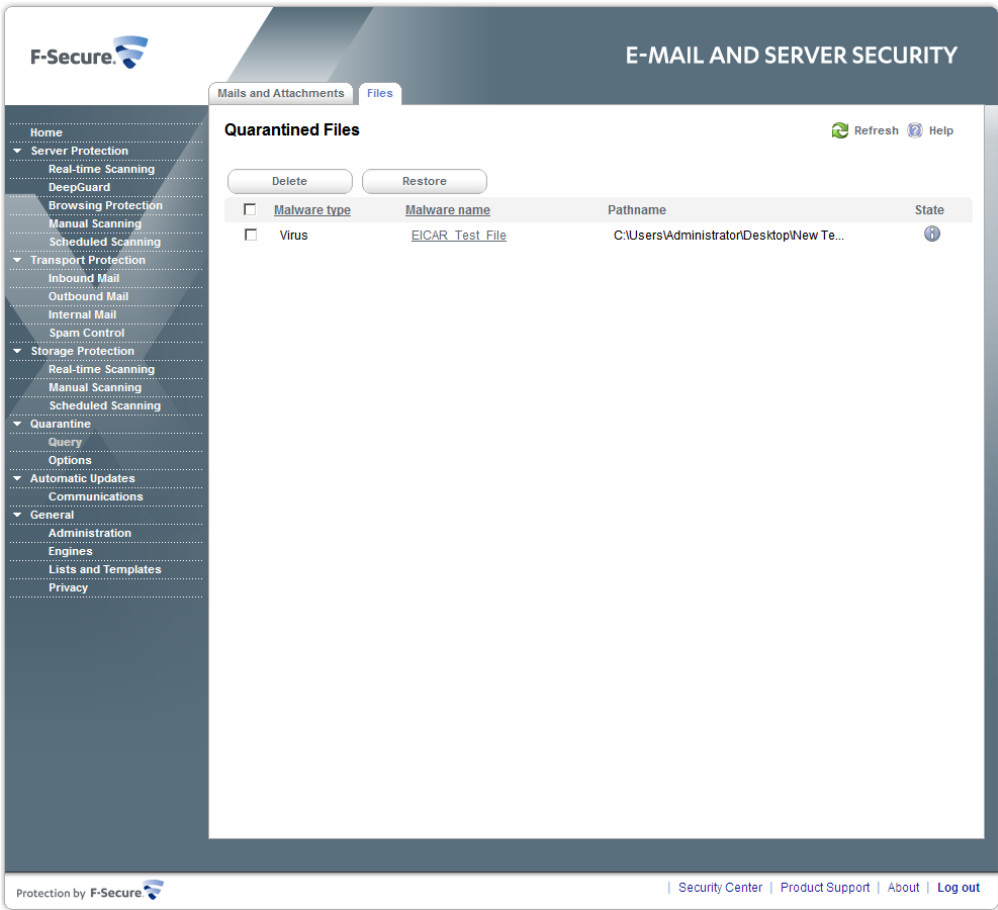 F-Secure.
E-MAIL AND SERVER SECURITY
Mails and Attachments
Files
Home
Server Protection
Real-time Scanning
DeepGuard
Browsing Protection
Manual Scanning
Scheduled Scanning
Transport Protection
Inbound Mail
Outbound Mail
Internal Mail
Spam Control
Storage Protection
Real-time Scanning
Manual Scanning
Scheduled Scanning
Quarantine
Query
Options
Automatic Updates
Communications
General
Administration
Engines
Lists and Templates
Privacy
Quarantined Files
Refresh Help
Delete Restore
Malware type Malware name Pathname State
Virus EICAR_Test_File C:\Users\Administrator\Desktop\New Te...
Protection by F-Secure.
| Security Center | Product Support | About | Log out